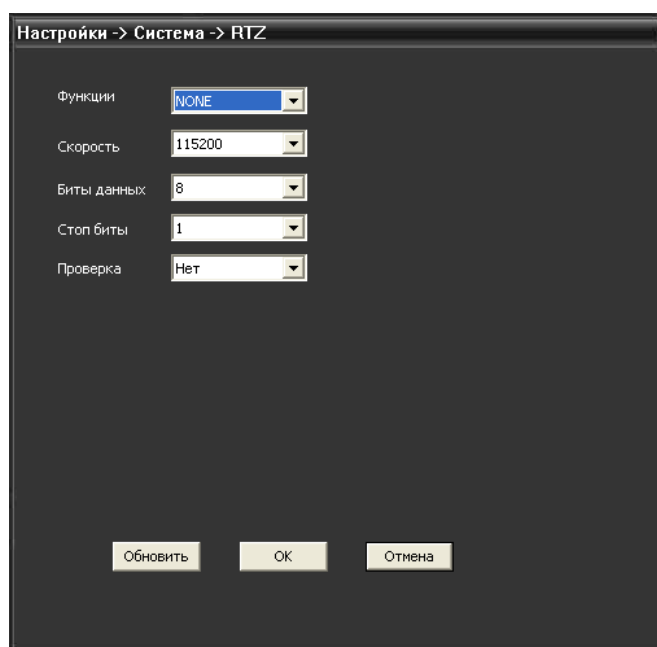 Настройки -> Система -> RTZ
Функции NONE
Скорость 115200
Биты данных 8
Стоп биты 1
Проверка Нет
Обновить OK Отмена